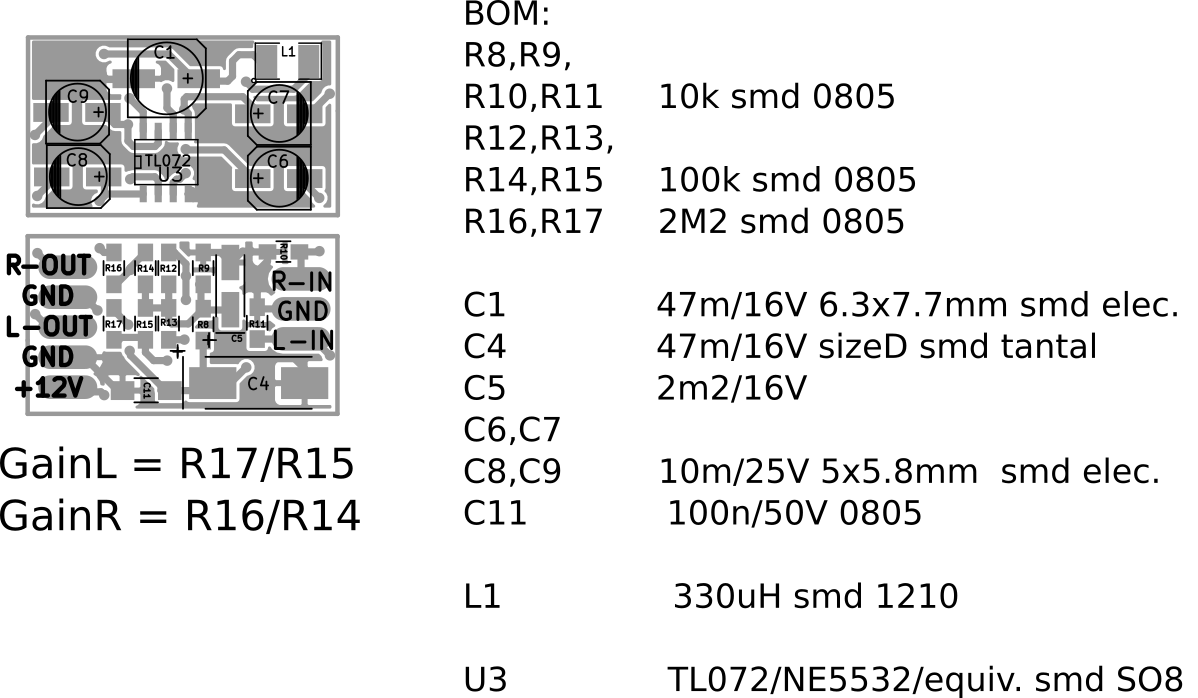 C1
L1
C9
C7
C8
TL072
U3
C6
R10
R-OUT
R16
R14
R12
R9
R-IN
GND
GND
L-OUT
R17
R15
R13
R8
R11
C5
L-IN
GND
+12V
C11
C4
GainL = R17/R15
GainR = R16/R14
BOM:
R8,R9,
R10,R11 10k smd 0805
R12,R13,
R14,R15 100k smd 0805
R16,R17 2M2 smd 0805
C1 47m/16V 6.3x7.7mm smd elec.
C4 47m/16V sizeD smd tantal
C5 2m2/16V
C6,C7
C8,C9 10m/25V 5x5.8mm smd elec.
C11 100n/50V 0805
L1 330uH smd 1210
U3 TL072/NE5532/equiv. smd SO8